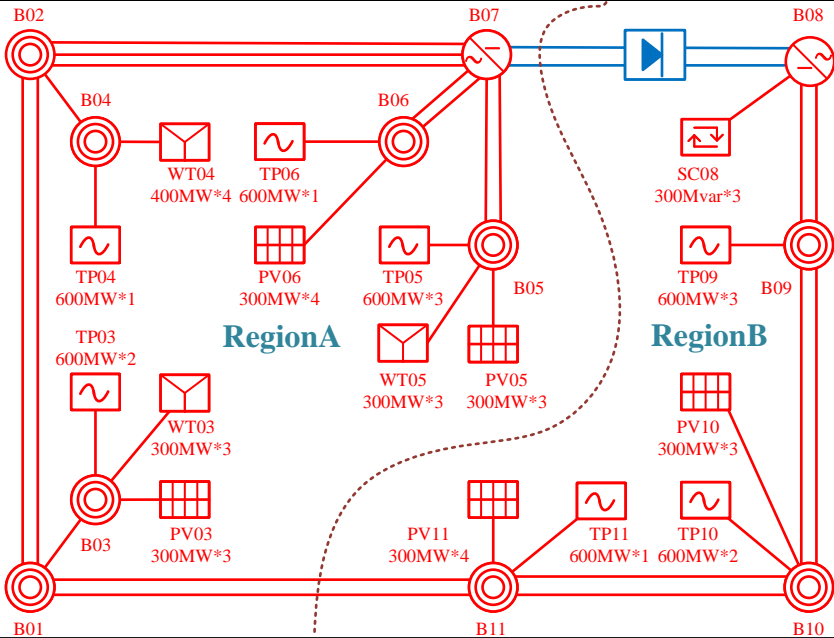 B02
B07
B08
B04
B06
WT04
400MW*4
TP06
600MW*1
SC08
300Mvar*3
TP04
600MW*1
PV06
300MW*4
TP05
600MW*3
B05
TP09
600MW*3
B09
RegionA
RegionB
TP03
600MW*2
WT05
300MW*3
PV05
300MW*3
WT03
300MW*3
PV10
300MW*3
B03
PV03
300MW*3
PV11
300MW*4
TP11
600MW*1
TP10
600MW*2
B01
B11
B10